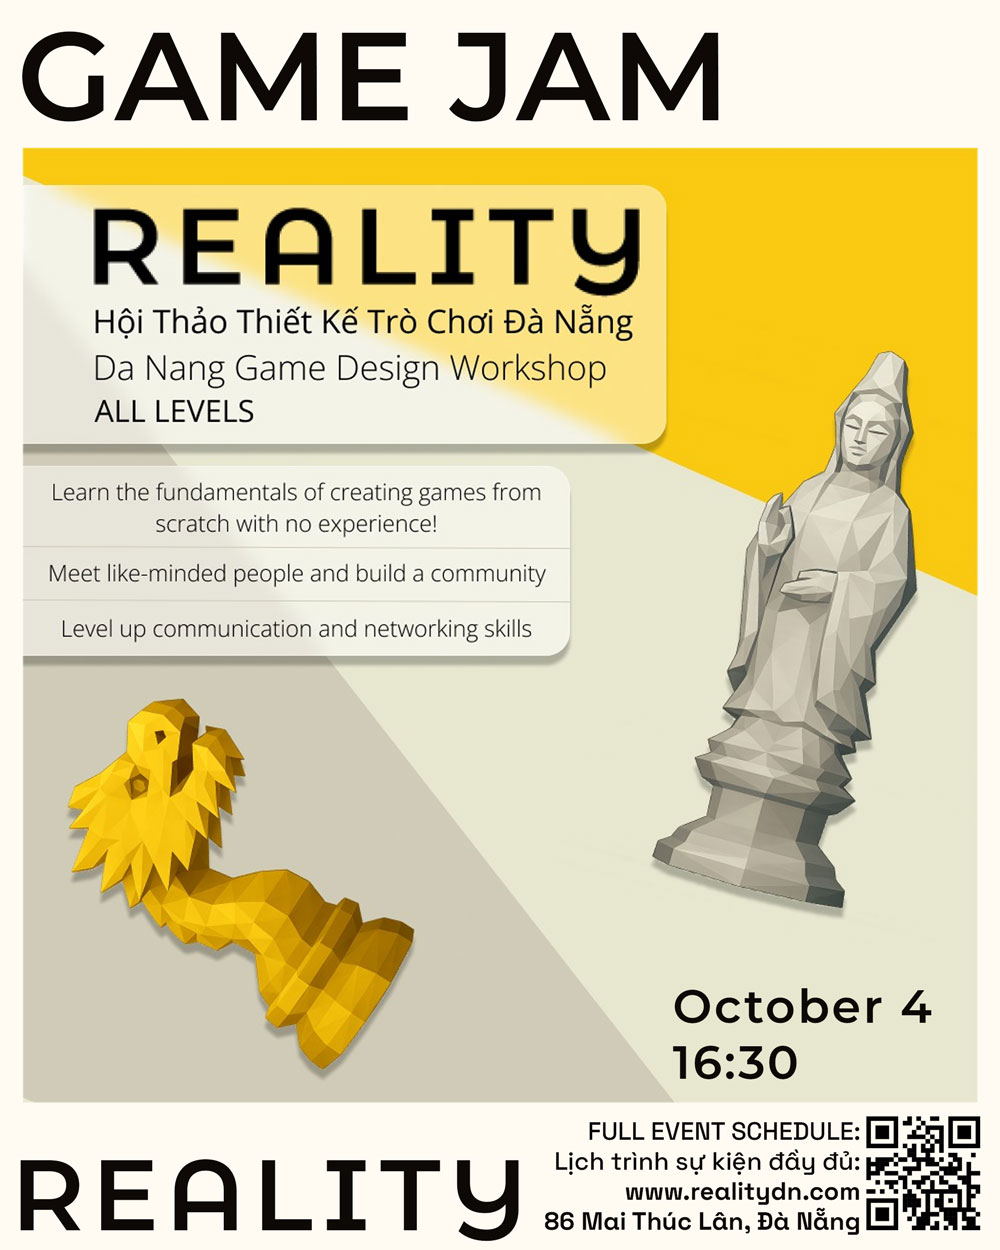 GAME JAM
REALITY
Hội Thảo Thiết Kế Trò Chơi Đà Nẵng
Da Nang Game Design Workshop
ALL LEVELS
Learn the fundamentals of creating games from
scratch with no experience!
Meet like-minded people and build a community
Level up communication and networking skills
October 4
16:30
REALITY
FULL EVENT SCHEDULE:
Lịch trình sự kiện đầy đủ:
www.realitydn.com
86 Mai Thúc Lân, Đà Nẵng